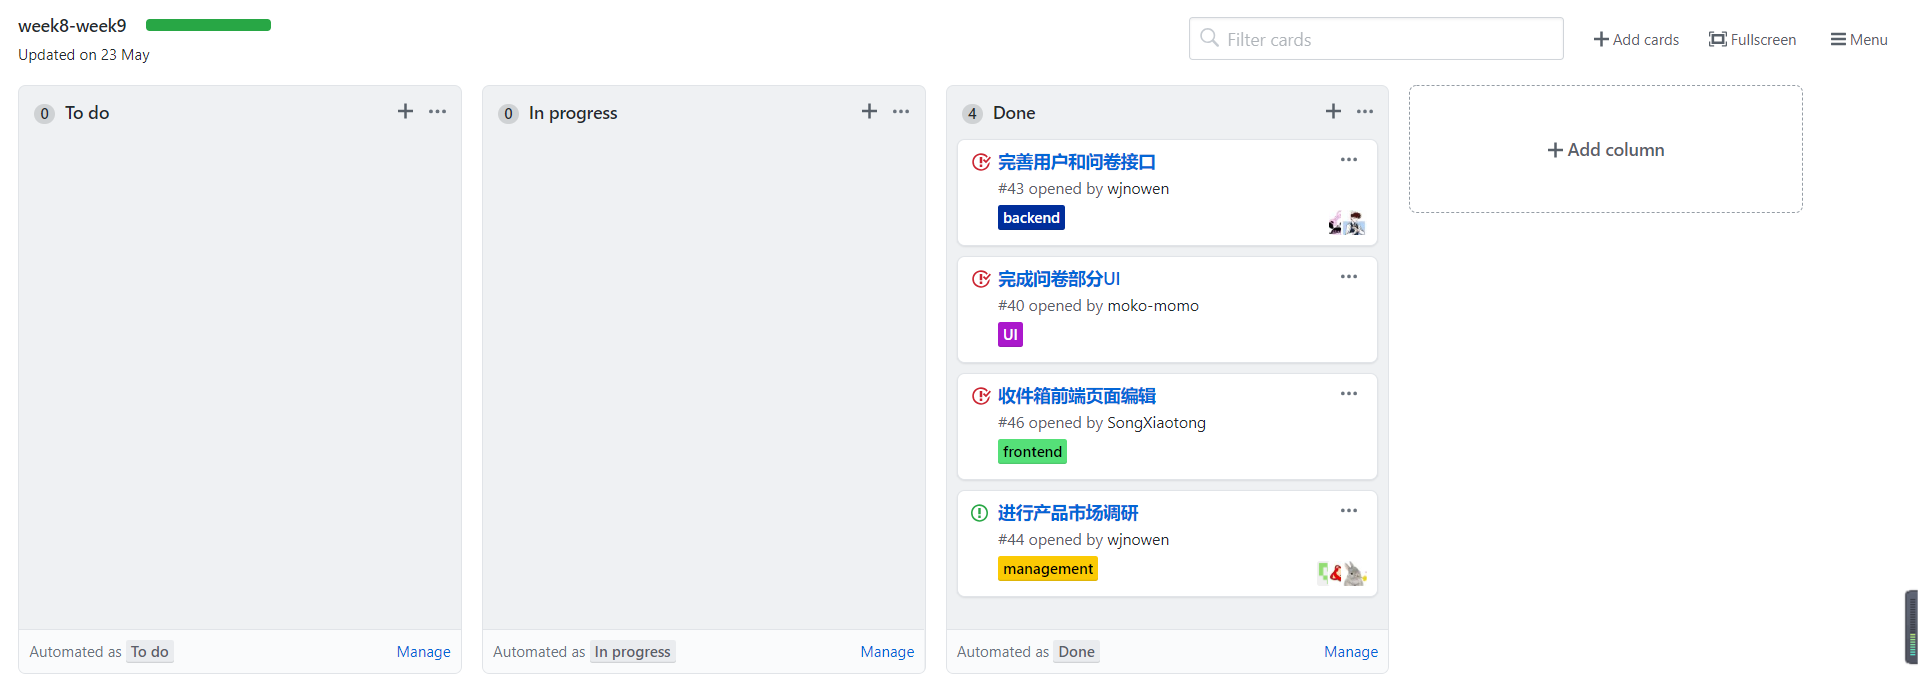 week8-week9
Updated on 23 May
Filter cards
Add cards
Fullscreen
Menu
0 To do
0 In progress
4 Done
完善用户和问卷接口
#43 opened by wjnowen
backend
完成问卷部分UI
#40 opened by moko-momo
UI
收件箱前端页面编辑
#46 opened by SongXiaotong
frontend
进行产品市场调研
#44 opened by wjnowen
management
Add column
Automated as To do
Manage
Automated as In progress
Manage
Automated as Done
Manage